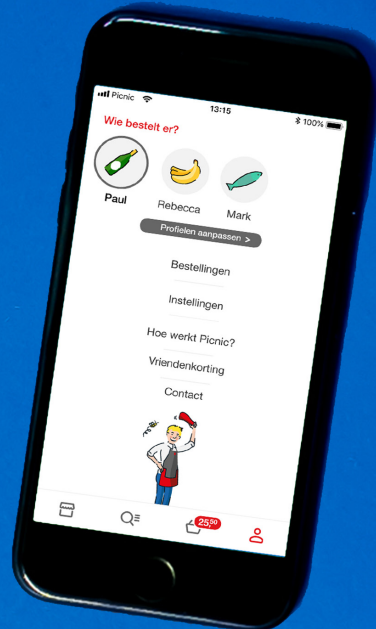 Picnic
13:15
100%
Wie bestelt er?
Paul
Rebecca
Mark
Profielen aanpassen >
Bestellingen
Instellingen
Hoe werkt Picnic?
Vriendenkorting
Contact
25,50